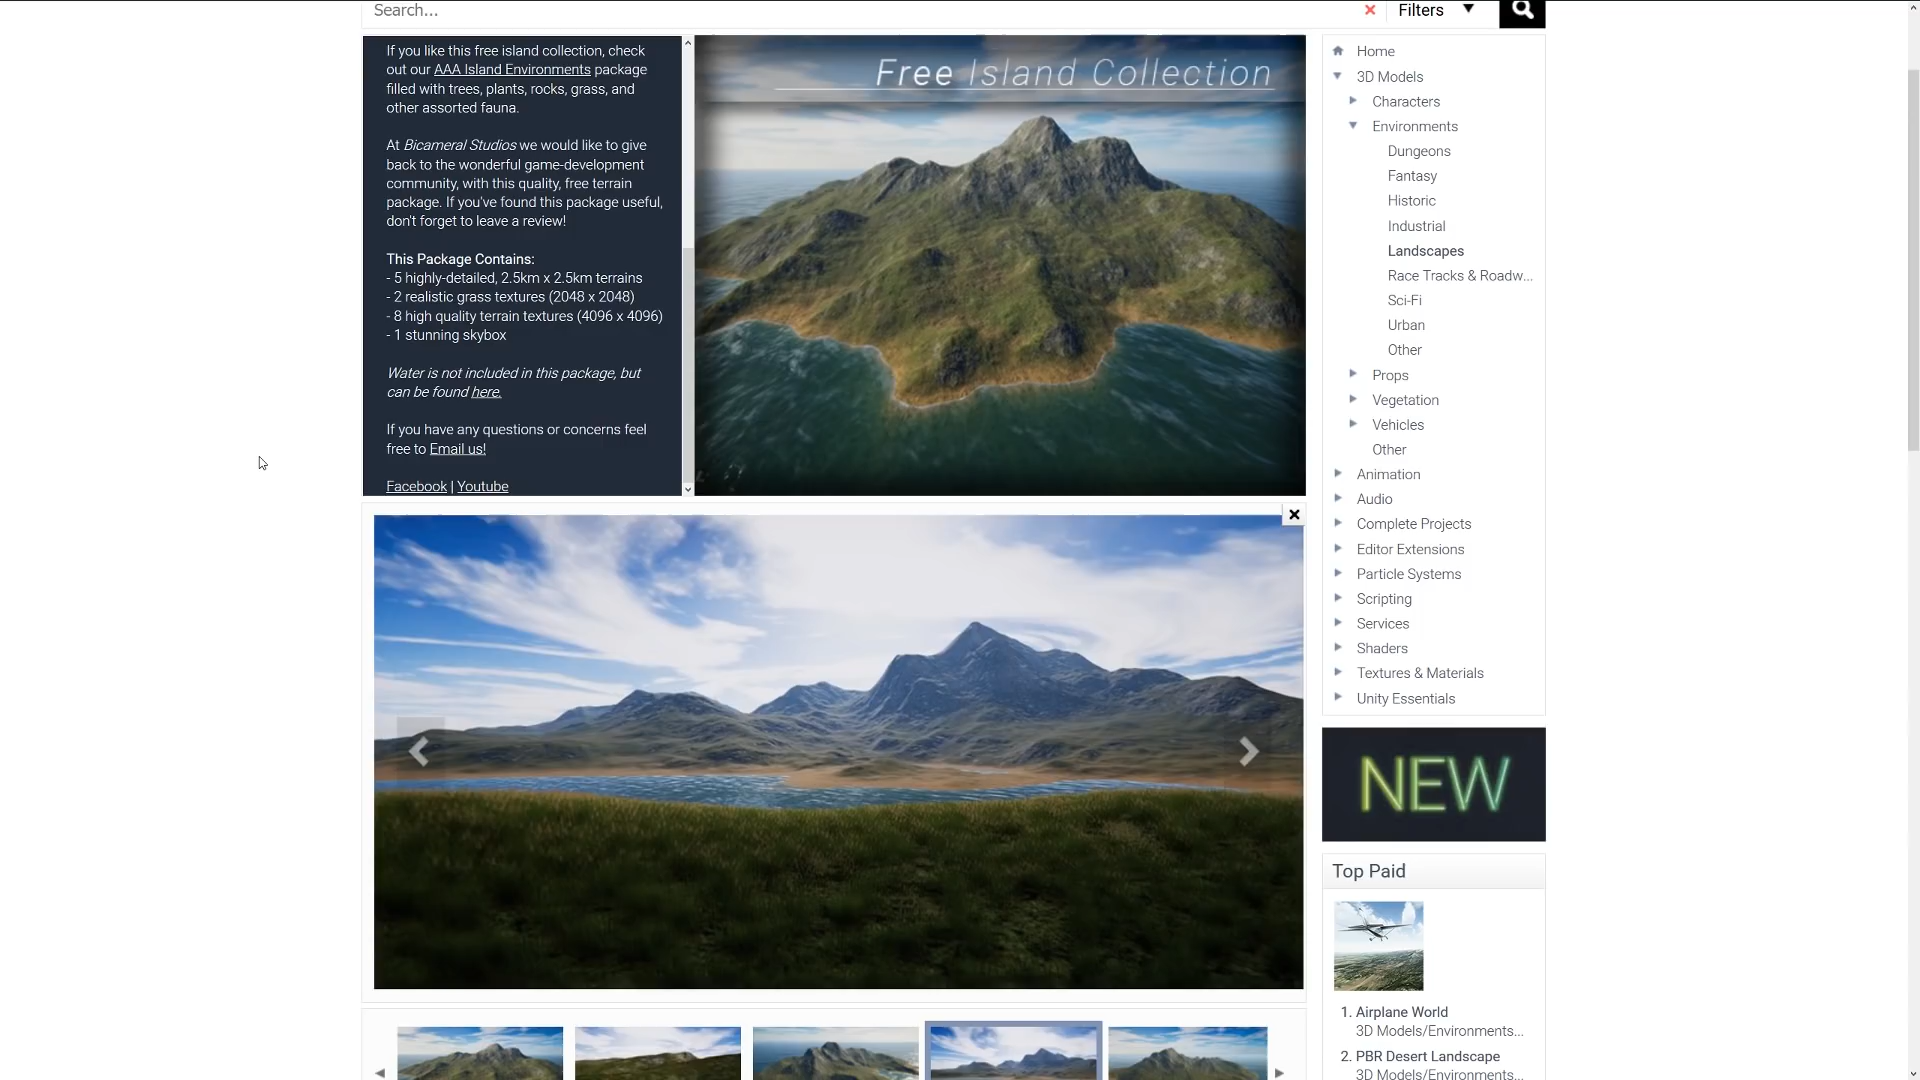 Search...
Filters
If you like this free island collection, check
out our AAA Island Environments package
filled with trees, plants, rocks, grass, and
other assorted fauna.
At Bicameral Studios we would like to give
back to the wonderful game-development
community, with this quality, free terrain
package. If you've found this package useful,
don't forget to leave a review!
This Package Contains:
- 5 highly-detailed, 2.5km x 2.5km terrains
- 2 realistic grass textures (2048 x 2048)
- 8 high quality terrain textures (4096 x 4096)
- 1 stunning skybox
Water is not included in this package, but
can be found here.
If you have any questions or concerns feel
free to Email us!
Facebook | Youtube
Free Island Collection
Home
3D Models
Characters
Environments
Dungeons
Fantasy
Historic
Industrial
Landscapes
Race Tracks & Roadw...
Sci-Fi
Urban
Other
Props
Vegetation
Vehicles
Other
Animation
Audio
Complete Projects
Editor Extensions
Particle Systems
Scripting
Services
Shaders
Textures & Materials
Unity Essentials
NEW
Top Paid
1. Airplane World
3D Models/Environments...
2. PBR Desert Landscape
3D Models/Environments...